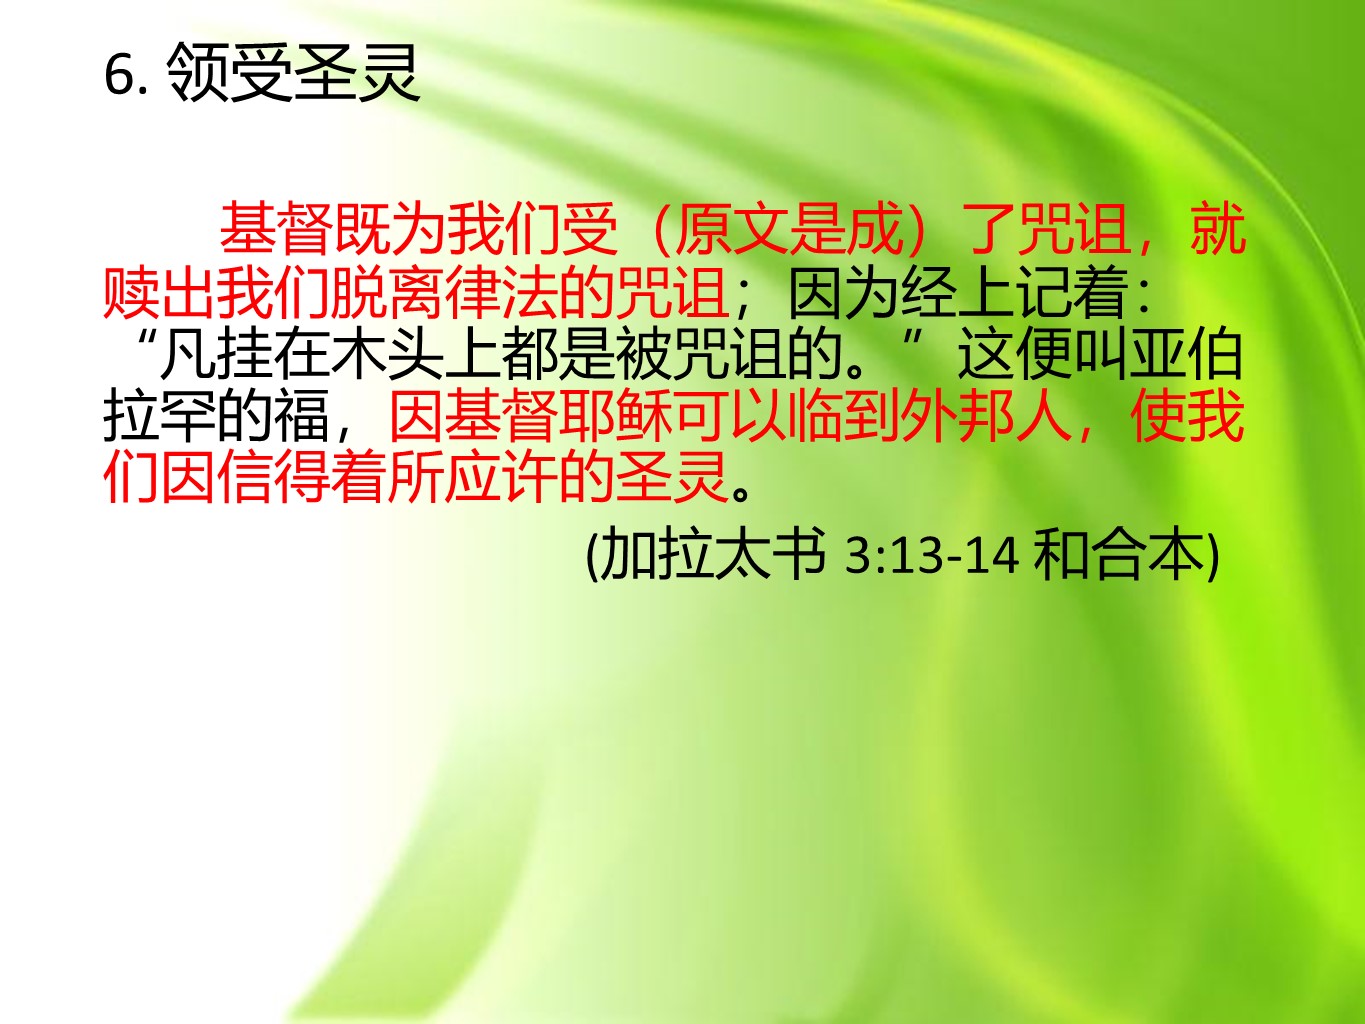 6. 领受圣灵
基督既为我们受（原文是成）了咒诅，就
赎出我们脱离律法的咒诅；因为经上记着：
“凡挂在木头上都是被咒诅的。”这便叫亚伯
拉罕的福，因基督耶稣可以临到外邦人，使我
们因信得着所应许的圣灵。
(加拉太书 3:13-14 和合本)